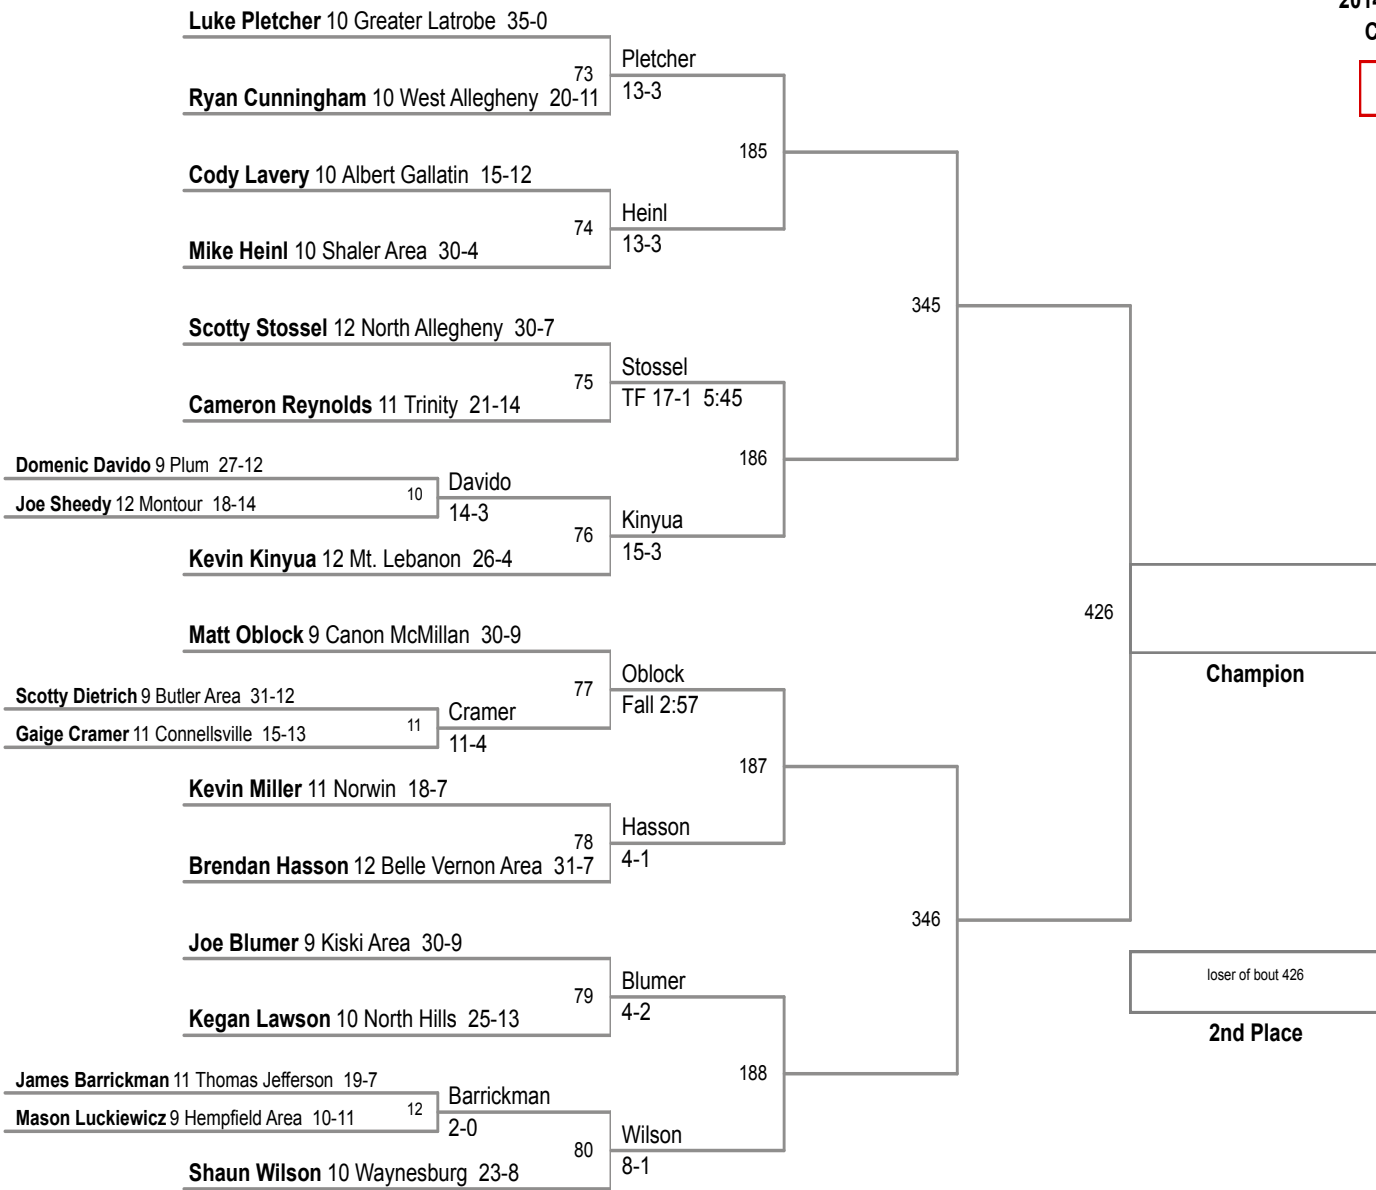 2014
C
Luke Pletcher 10 Greater Latrobe 35-0
73
Pletcher
13-3
Ryan Cunningham 10 West Allegheny 20-11
185
Cody Lavery 10 Albert Gallatin 15-12
74
Heinl
13-3
Mike Heinl 10 Shaler Area 30-4
345
Scotty Stossel 12 North Allegheny 30-7
75
Stossel
TF 17-1 5:45
Cameron Reynolds 11 Trinity 21-14
186
Domenic Davido 9 Plum 27-12
10
Joe Sheedy 12 Montour 18-14
Davido
14-3
76
Kinyua
15-3
Kevin Kinyua 12 Mt. Lebanon 26-4
426
Matt Oblock 9 Canon McMillan 30-9
77
Oblock
Fall 2:57
Champion
Scotty Dietrich 9 Butler Area 31-12
11
Gaige Cramer 11 Connellsville 15-13
Cramer
11-4
187
Kevin Miller 11 Norwin 18-7
78
Hasson
4-1
Brendan Hasson 12 Belle Vernon Area 31-7
346
Joe Blumer 9 Kiski Area 30-9
79
Blumer
4-2
Kegan Lawson 10 North Hills 25-13
loser of bout 426
2nd Place
188
James Barrickman 11 Thomas Jefferson 19-7
12
Mason Luckiewicz 9 Hempfield Area 10-11
Barrickman
2-0
80
Wilson
8-1
Shaun Wilson 10 Waynesburg 23-8